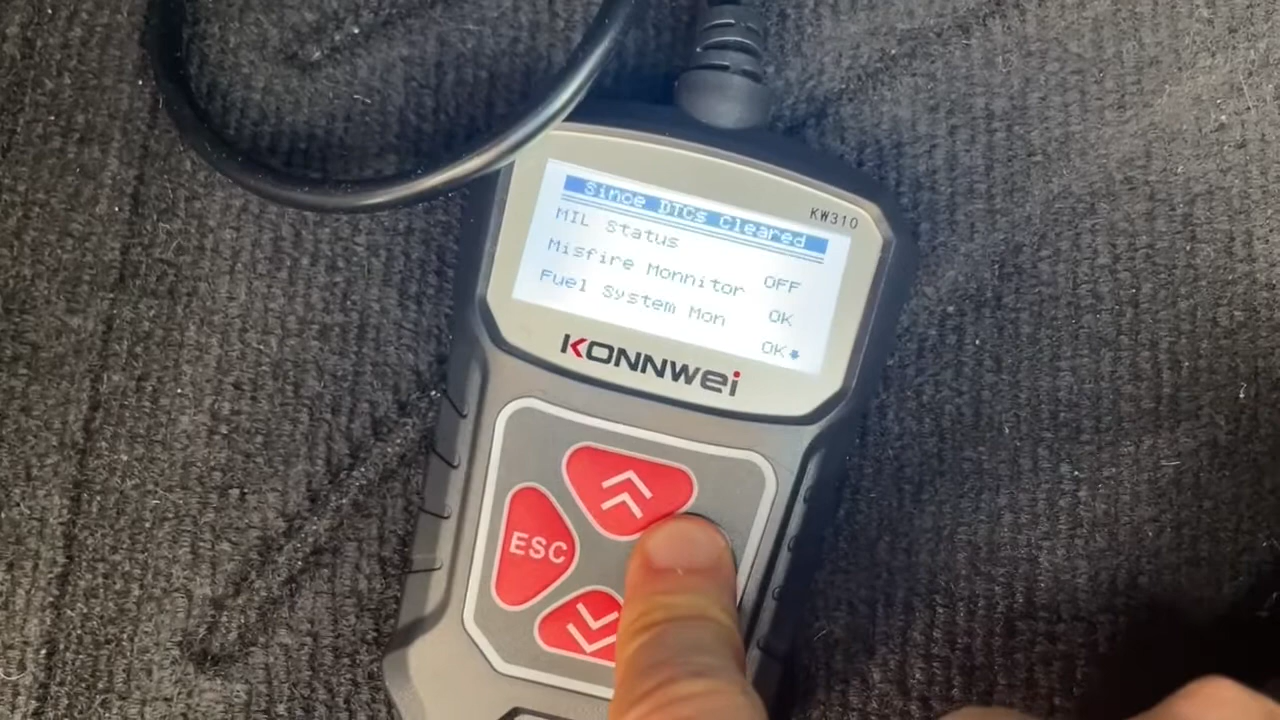 KW310
Since DTCs Cleared
MIL Status
OFF
Misfire Monnitor
OK
Fuel System Mon
OK
KONNWEi
ESC